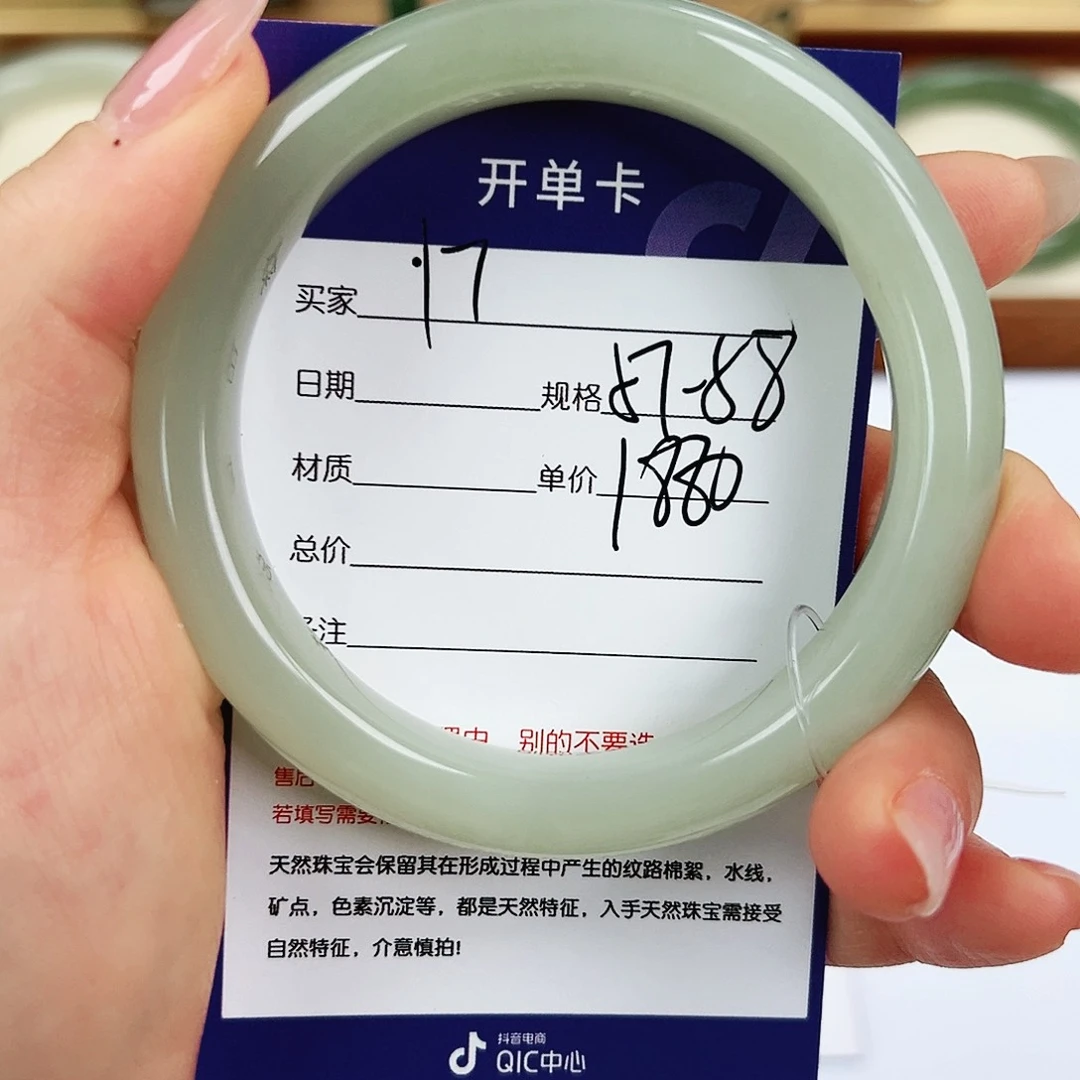 开单卡
买家 17
日期 规格 57-58
材质 单价 1880
总价
注
别的不要选
售后
若填写需要
天然珠宝会保留其在形成过程中产生的纹路棉絮，水线，
矿点，色素沉淀等，都是天然特征，入手天然珠宝需接受
自然特征，介意慎拍!
抖音电商
QIC中心